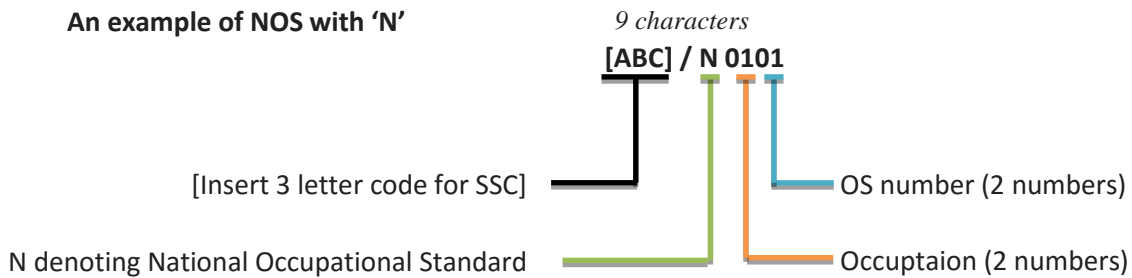 An example of NOS with ‘N’
9 characters
[ABC] / N 0101
[Insert 3 letter code for SSC]
OS number (2 numbers)
N denoting National Occupational Standard
Occuptaion (2 numbers)